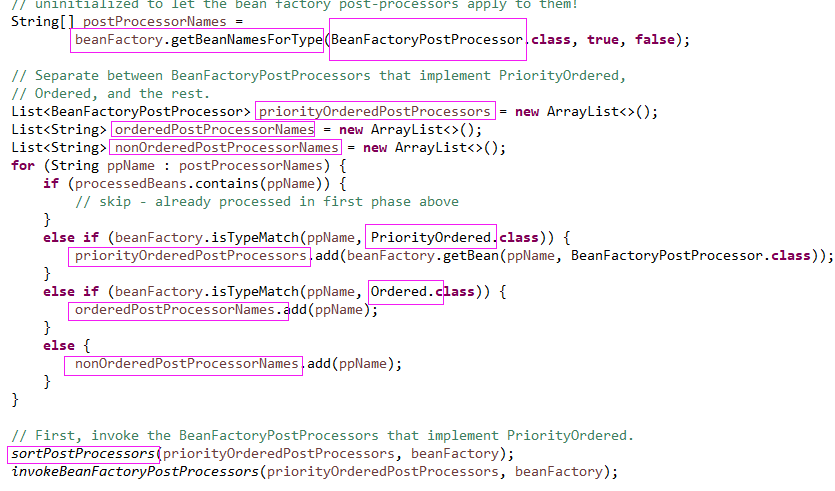 // uninitialized to let the bean factory post-processors apply to them!
String[] postProcessorNames =
beanFactory.getBeanNamesForType(BeanFactoryPostProcessor.class, true, false);
// Separate between BeanFactoryPostProcessors that implement PriorityOrdered,
// Ordered, and the rest.
List<BeanFactoryPostProcessor> priorityOrderedPostProcessors = new ArrayList<>();
List<String> orderedPostProcessorNames = new ArrayList<>();
List<String> nonOrderedPostProcessorNames = new ArrayList<>();
for (String ppName : postProcessorNames) {
if (processedBeans.contains(ppName)) {
// skip - already processed in first phase above
}
else if (beanFactory.isTypeMatch(ppName, PriorityOrdered.class)) {
priorityOrderedPostProcessors.add(beanFactory.getBean(ppName, BeanFactoryPostProcessor.class));
}
else if (beanFactory.isTypeMatch(ppName, Ordered.class)) {
orderedPostProcessorNames.add(ppName);
}
else {
nonOrderedPostProcessorNames.add(ppName);
}
}
// First, invoke the BeanFactoryPostProcessors that implement PriorityOrdered.
sortPostProcessors(priorityOrderedPostProcessors, beanFactory);
invokeBeanFactoryPostProcessors(priorityOrderedPostProcessors, beanFactory);